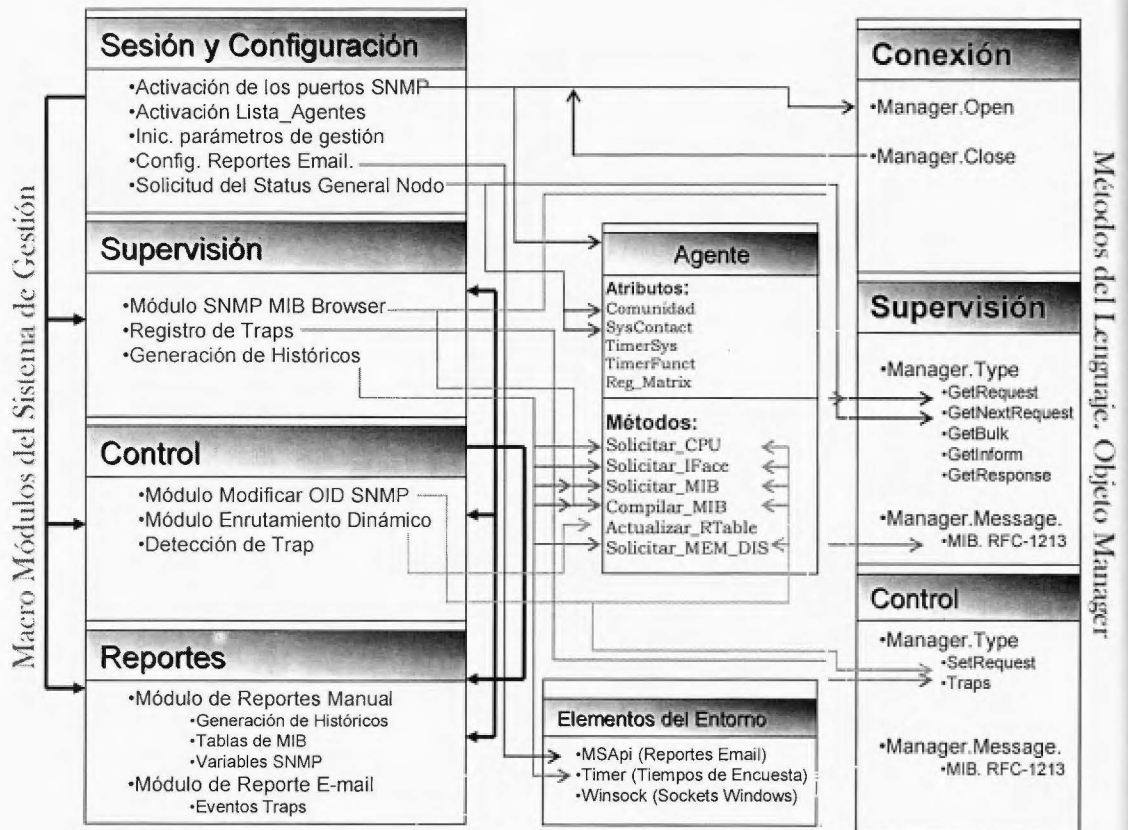 Macro Módulos del Sistema de Gestión
Sesión y Configuración
•Activación de los puertos SNMP
•Activación Lista_Agentes
•Inic. parámetros de gestión
•Config. Reportes Email.
•Solicitud del Status General Nodo
Supervisión
•Módulo SNMP MIB Browser
•Registro de Traps
•Generación de Históricos
Control
•Módulo Modificar OID SNMP
•Módulo Enrutamiento Dinámico
•Detección de Trap
Reportes
•Módulo de Reportes Manual
•Generación de Históricos
•Tablas de MIB
•Variables SNMP
•Módulo de Reporte E-mail
•Eventos Traps
Agente
Atributos:
Comunidad
SysContact
TimerSys
TimerFunct
Reg_Matrix
Métodos:
Solicitar_CPU
Solicitar_IFace
Solicitar_MIB
Compilar_MIB
Actualizar_RTable
Solicitar_MEM_DIS
Elementos del Entorno
•MSApi (Reportes Email)
•Timer (Tiempos de Encuesta)
•Winsock (Sockets Windows)
Conexión
•Manager.Open
•Manager.Close
Supervisión
•Manager.Type
•GetRequest
•GetNextRequest
•GetBulk
•GetInform
•GetResponse
•Manager.Message.
•MIB. RFC-1213
Control
•Manager.Type
•SetRequest
•Traps
•Manager.Message.
•MIB. RFC-1213
Métodos del Lenguaje. Objeto Manager